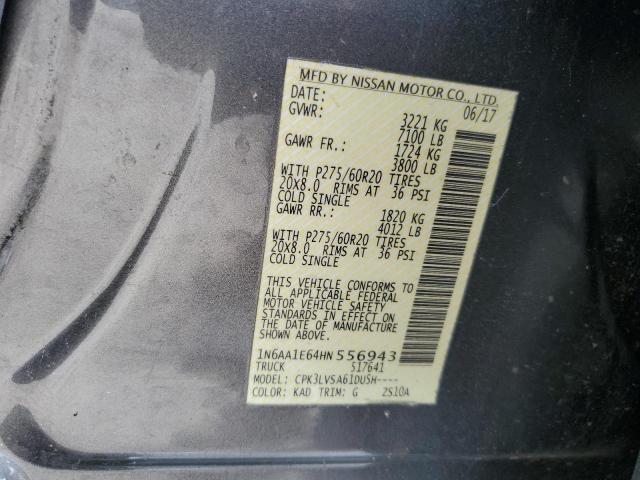 MFD BY NISSAN MOTOR CO., LTD.
DATE: 06/17
GVWR: 3221 KG
7100 LB
GAWR FR.: 1724 KG
3800 LB
WITH P275/60R20 TIRES
20X8.0 RIMS AT 36 PSI
COLD SINGLE
GAWR RR.: 1820 KG
4012 LB
WITH P275/60R20 TIRES
20X8.0 RIMS AT 36 PSI
COLD SINGLE
THIS VEHICLE CONFORMS TO
ALL APPLICABLE FEDERAL
MOTOR VEHICLE SAFETY
STANDARDS IN EFFECT ON
THE DATE OF MANUFACTURE
SHOWN ABOVE.
1N6AA1E64HN556943
TRUCK 517641
MODEL: CPK3LVSA610USH----
COLOR: KAD TRIM: G 2S10A